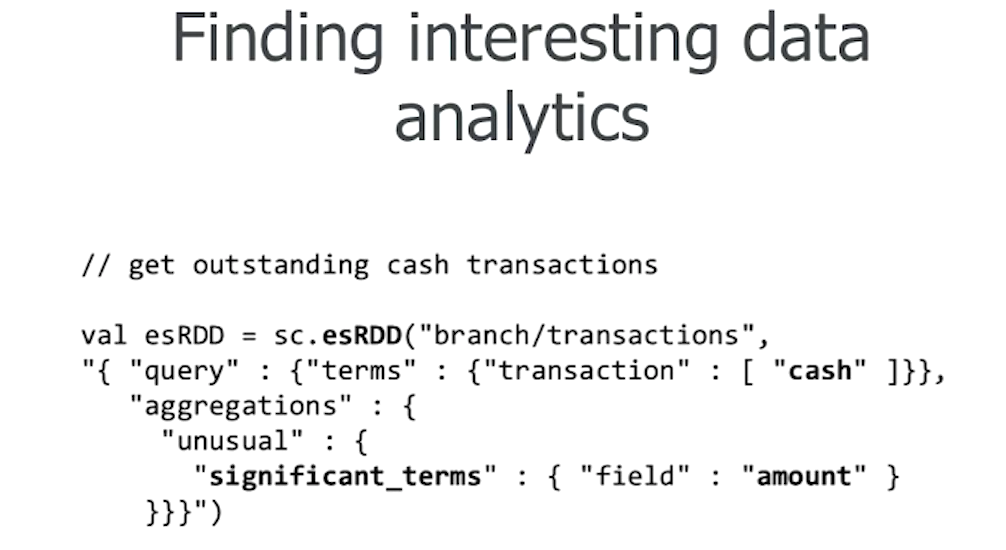 Finding interesting data
analytics
// get outstanding cash transactions
val esRDD = sc.esRDD("branch/transactions",
"{ "query" : {"terms" : {"transaction" : [ "cash" ]}},
"aggregations" : {
"unusual" : {
"significant_terms" : { "field" : "amount" }
}}}")